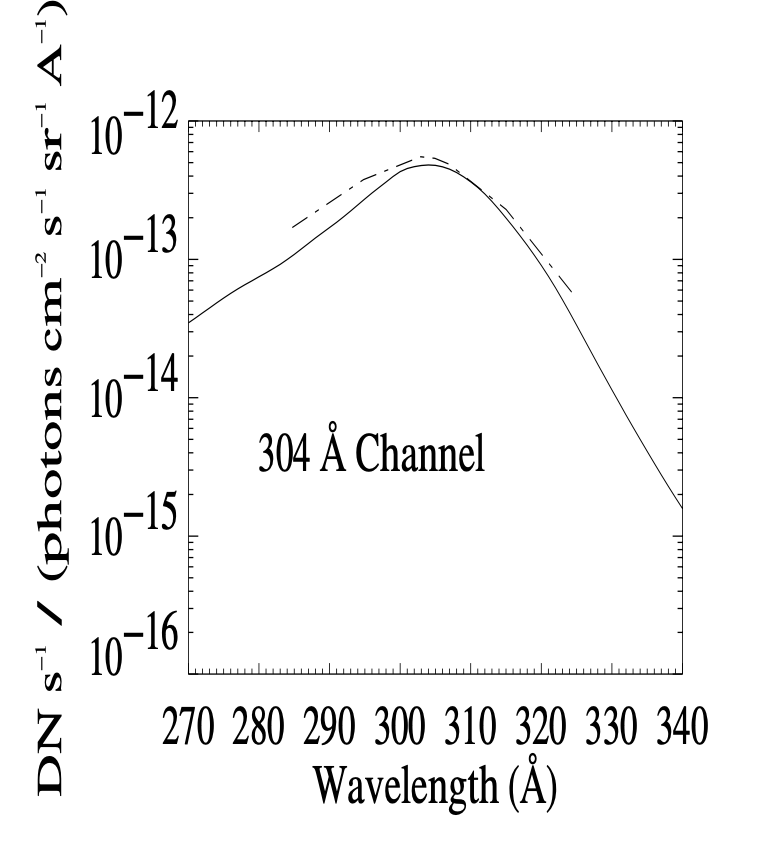 DN s⁻¹ / (photons cm⁻² s⁻¹ sr⁻¹ A⁻¹)
10⁻¹²
10⁻¹³
10⁻¹⁴
304 Å Channel
10⁻¹⁵
10⁻¹⁶
270 280 290 300 310 320 330 340
Wavelength (Å)